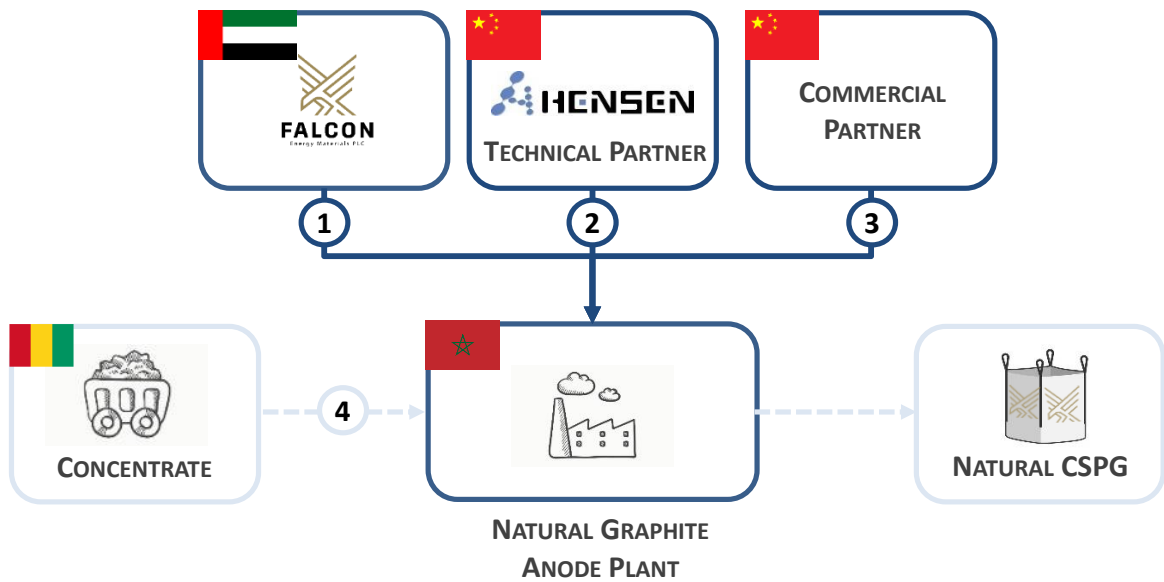 FALCON
Energy Materials PLC
HENSEN
TECHNICAL PARTNER
COMMERCIAL
PARTNER
1
2
3
CONCENTRATE
4
NATURAL GRAPHITE
ANODE PLANT
NATURAL CSPG